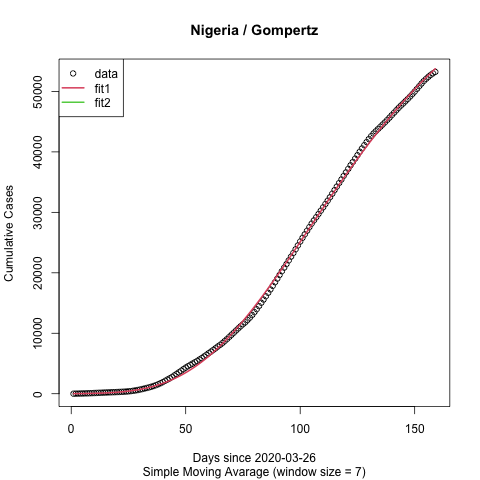 Nigeria / Gompertz
data
fit1
fit2
Cumulative Cases
50000
40000
30000
20000
10000
0
0 50 100 150
Days since 2020-03-26
Simple Moving Avarage (window size = 7)